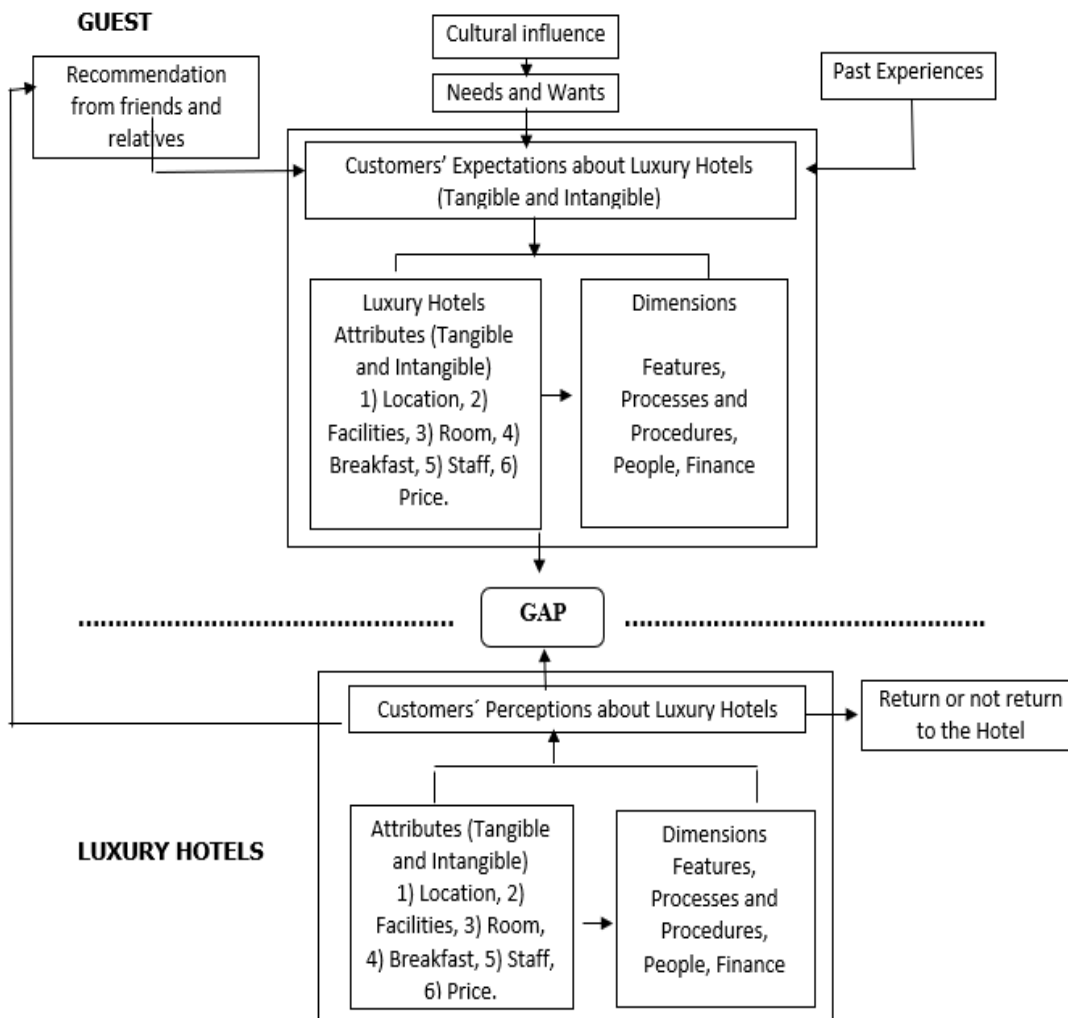 GUEST
Cultural influence
Recommendation
from friends and
relatives
Needs and Wants
Past Experiences
Customers’ Expectations about Luxury Hotels
(Tangible and Intangible)
Luxury Hotels
Attributes (Tangible
and Intangible)
1) Location, 2)
Facilities, 3) Room, 4)
Breakfast, 5) Staff, 6)
Price.
Dimensions
Features,
Processes and
Procedures,
People, Finance
GAP
Customers´ Perceptions about Luxury Hotels
Return or not return
to the Hotel
LUXURY HOTELS
Attributes (Tangible
and Intangible)
1) Location, 2)
Facilities, 3) Room,
4) Breakfast, 5) Staff,
6) Price.
Dimensions
Features,
Processes and
Procedures,
People, Finance